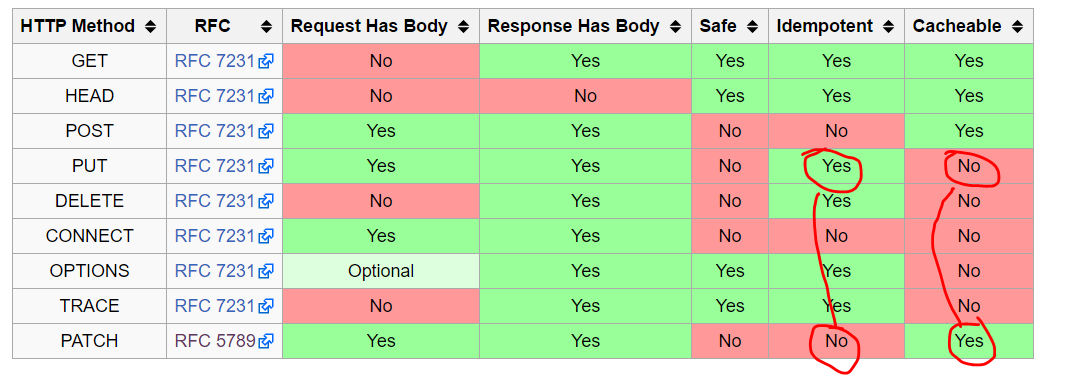 HTTP Method RFC Request Has Body Response Has Body Safe Idempotent Cacheable
GET RFC 7231 No Yes Yes Yes Yes
HEAD RFC 7231 No No Yes Yes Yes
POST RFC 7231 Yes Yes No No Yes
PUT RFC 7231 Yes Yes No Yes No
DELETE RFC 7231 No Yes No Yes No
CONNECT RFC 7231 Yes Yes No No No
OPTIONS RFC 7231 Optional Yes Yes Yes No
TRACE RFC 7231 No Yes Yes Yes No
PATCH RFC 5789 Yes Yes No No Yes